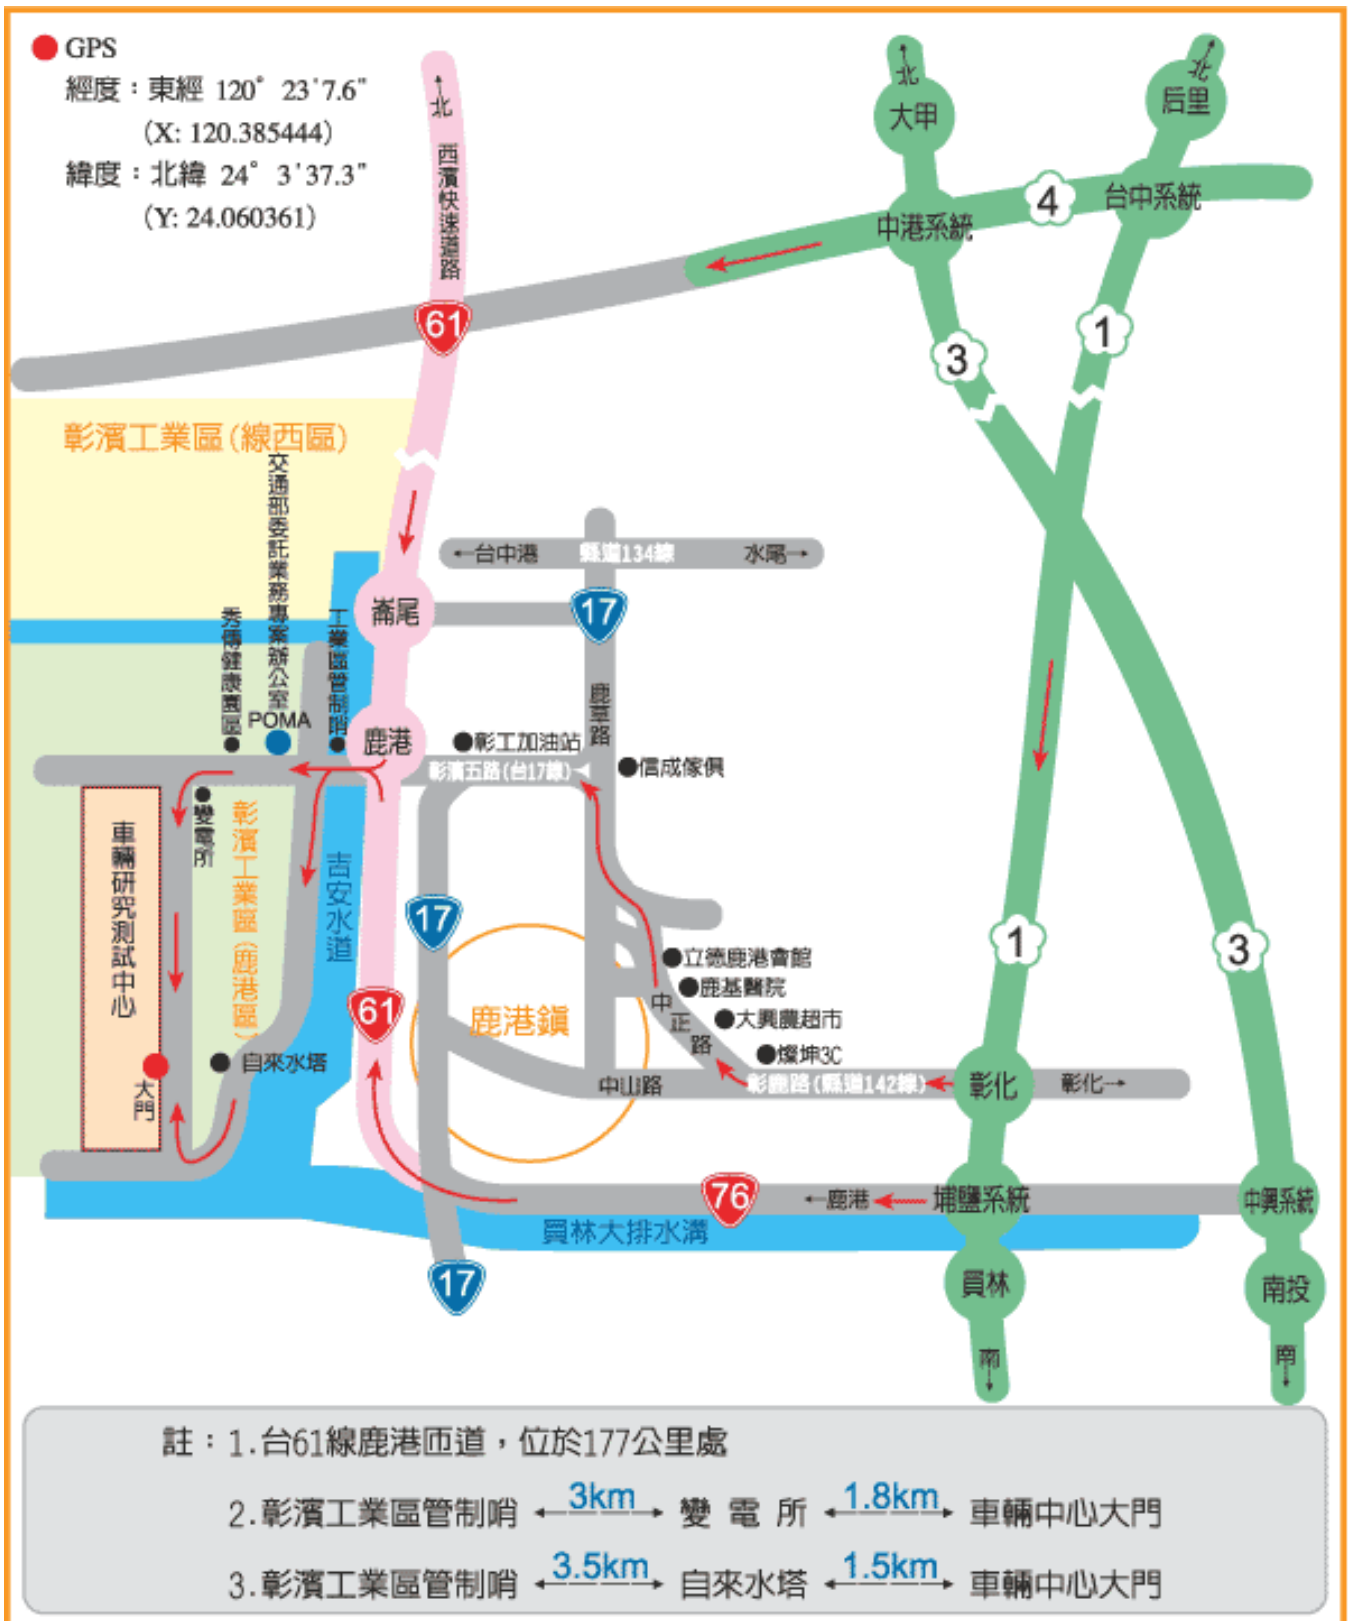 GPS
經度：東經 120° 23'7.6"
(X: 120.385444)
緯度：北緯 24° 3'37.3"
(Y: 24.060361)
↑北
西濱快速道路
61
↑北
大甲
↑北
后里
台中系統
4
中港系統
3
1
彰濱工業區(線西區)
交通部委託業務專案辦公室
POMA
秀傳健康園區
工業區管制哨
崙尾
鹿港
←台中港
縣道134線
水尾→
17
鹿草路
彰工加油站
彰濱五路(台17線)
信成傢俱
變電所
彰濱工業區(鹿港區)
車輛研究測試中心
吉安水道
17
61
鹿港鎮
立德鹿港會館
鹿基醫院
大興農超市
燦坤3C
中正路
1
3
自來水塔
大門
中山路
彰鹿路(縣道142線)
彰化
彰化→
76
←鹿港
埔鹽系統
中興系統
員林大排水溝
17
員林
南投
南↓
南↓
註：1.台61線鹿港匝道，位於177公里處
2.彰濱工業區管制哨 ←3km→ 變電所 ←1.8km→ 車輛中心大門
3.彰濱工業區管制哨 ←3.5km→ 自來水塔 ←1.5km→ 車輛中心大門